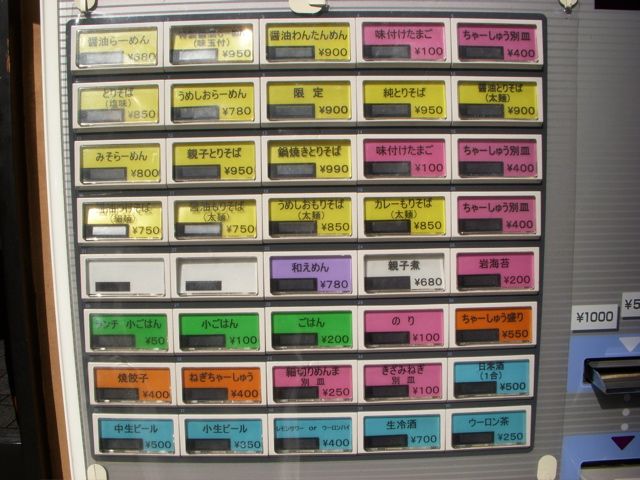 醤油らーめん
¥680
(味玉付)
¥950
醤油わんたんめん
¥900
味付けたまご
¥100
ちゃーしゅう別皿
¥400
とりそば
(塩味)
¥850
うめしおらーめん
¥780
限定
¥900
純とりそば
¥950
醤油とりそば
(太麺)
¥900
みそらーめん
¥800
親子とりそば
¥950
鍋焼きとりそば
¥990
味付けたまご
¥100
ちゃーしゅう別皿
¥400
(細麺)
¥750
(太麺)
¥750
うめしおもりそば
(太麺)
¥850
カレーもりそば
(太麺)
¥850
ちゃーしゅう別皿
¥400
和えめん
¥780
親子煮
¥680
岩海苔
¥200
ランチ 小ごはん
¥50
小ごはん
¥100
ごはん
¥200
のり
¥100
ちゃーしゅう盛り
¥550
焼餃子
¥400
ねぎちゃーしゅう
¥400
細切りめんま
別皿
¥250
きざみねぎ
別皿
¥100
日本酒
(1合)
¥500
中生ビール
¥500
小生ビール
¥350
レモンサワー or ウーロンハイ
¥400
生冷酒
¥700
ウーロン茶
¥250
¥1000